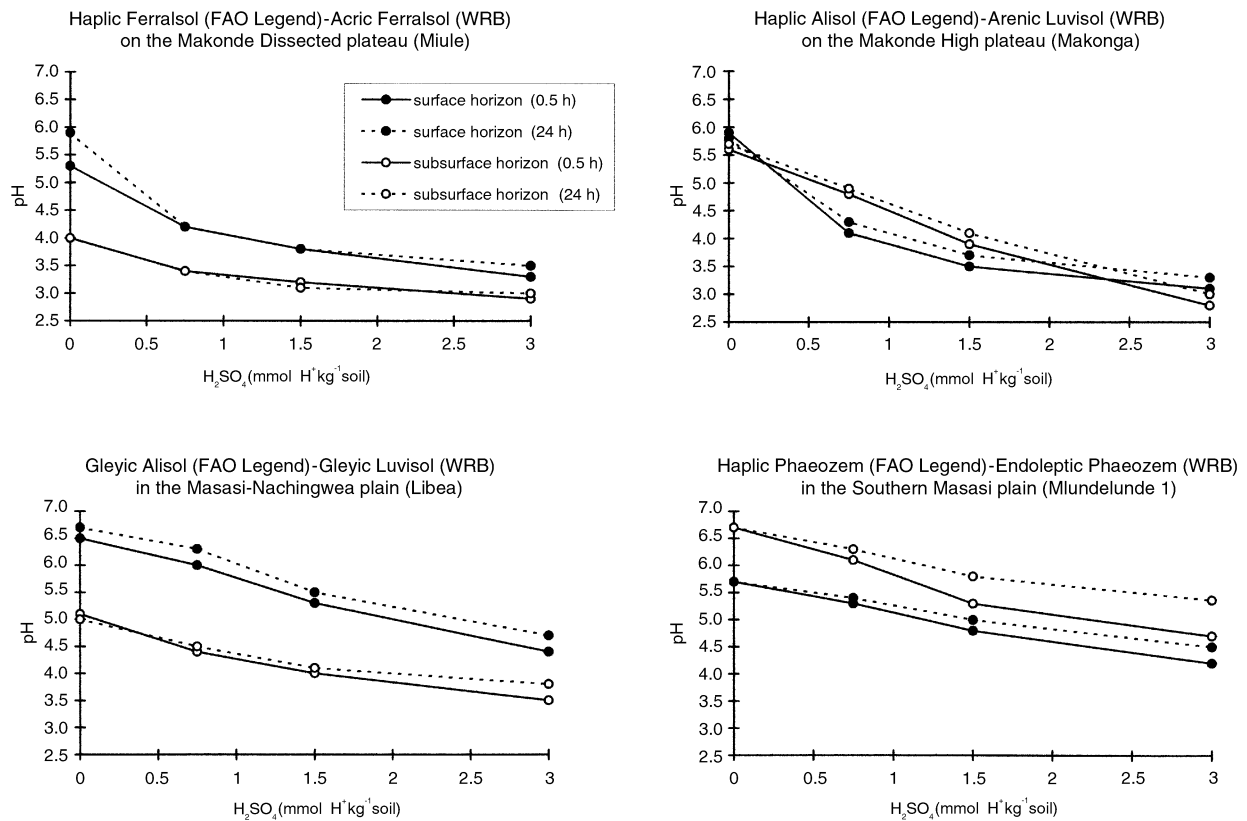 Haplic Ferralsol (FAO Legend)-Acric Ferralsol (WRB)
on the Makonde Dissected plateau (Miule)
7.0
6.5
6.0
5.5
5.0
4.5
4.0
3.5
3.0
2.5
pH
0 0.5 1 1.5 2 2.5 3
H₂SO₄(mmol H⁺kg⁻¹soil)
surface horizon (0.5 h)
surface horizon (24 h)
subsurface horizon (0.5 h)
subsurface horizon (24 h)
Haplic Alisol (FAO Legend)-Arenic Luvisol (WRB)
on the Makonde High plateau (Makonga)
7.0
6.5
6.0
5.5
5.0
4.5
4.0
3.5
3.0
2.5
pH
0 0.5 1 1.5 2 2.5 3
H₂SO₄(mmol H⁺kg⁻¹soil)
Gleyic Alisol (FAO Legend)-Gleyic Luvisol (WRB)
in the Masasi-Nachingwea plain (Libea)
7.0
6.5
6.0
5.5
5.0
4.5
4.0
3.5
3.0
2.5
pH
0 0.5 1 1.5 2 2.5 3
H₂SO₄(mmol H⁺kg⁻¹soil)
Haplic Phaeozem (FAO Legend)-Endoleptic Phaeozem (WRB)
in the Southern Masasi plain (Mlundelunde 1)
7.0
6.5
6.0
5.5
5.0
4.5
4.0
3.5
3.0
2.5
pH
0 0.5 1 1.5 2 2.5 3
H₂SO₄(mmol H⁺kg⁻¹soil)